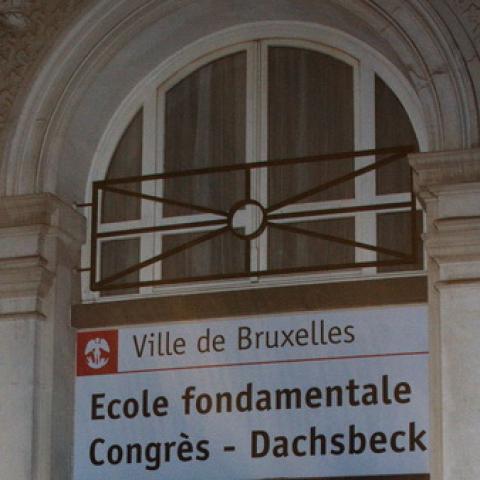 Ville de Bruxelles
Ecole fondamentale
Congrès - Dachsbeck